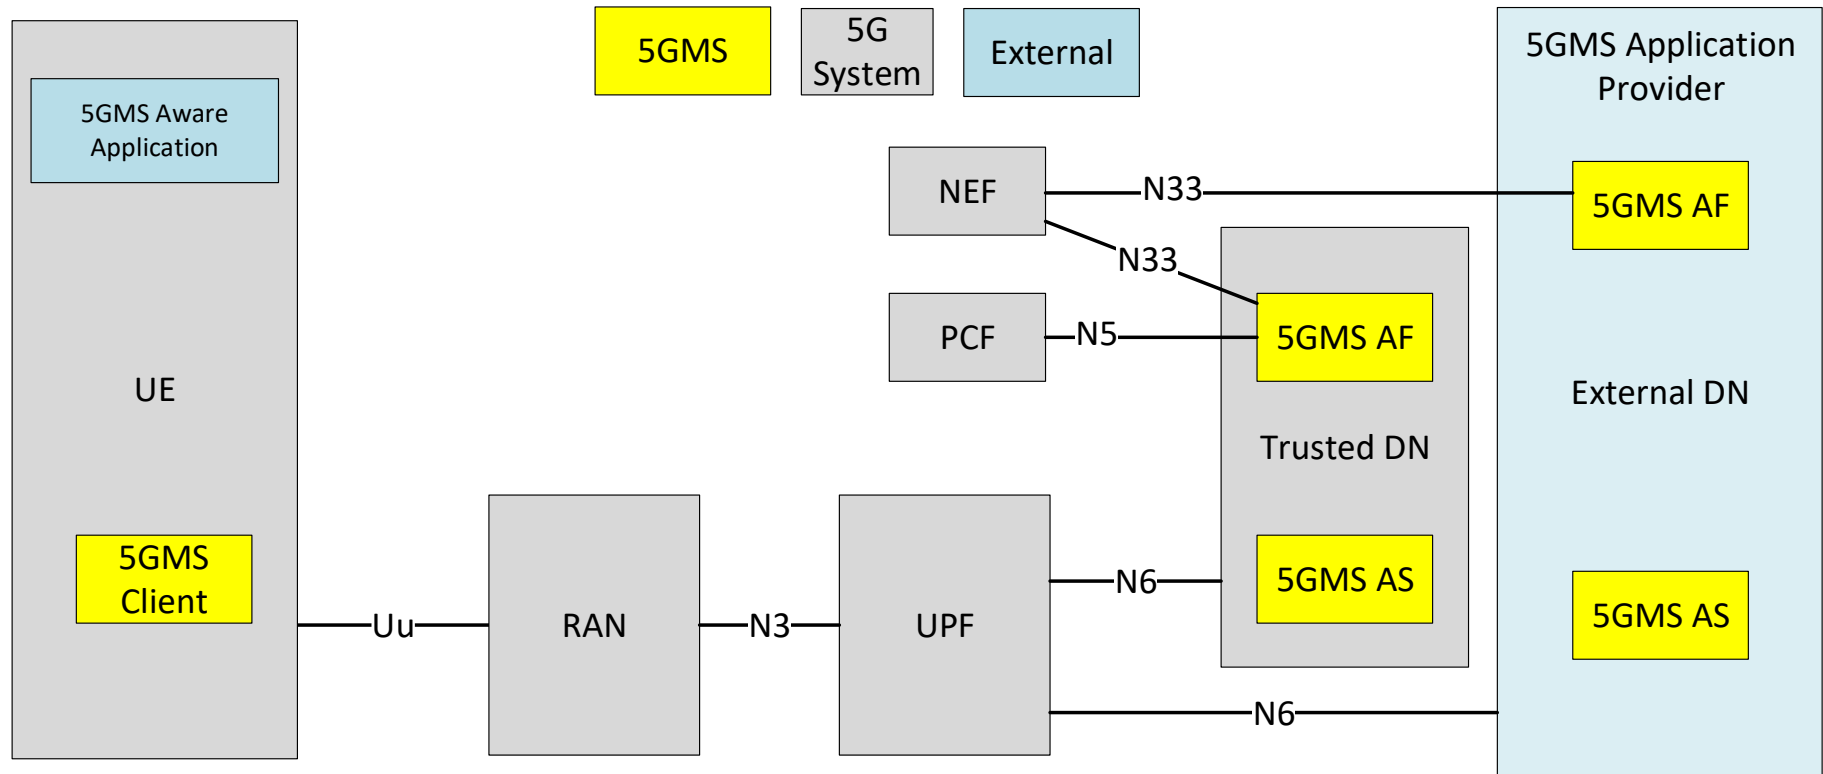 5GMS
5G
System
External
5GMS Application
Provider
5GMS Aware
Application
NEF
N33
5GMS AF
N33
PCF
N5
5GMS AF
UE
External DN
Trusted DN
5GMS
Client
Uu
RAN
N3
UPF
N6
5GMS AS
5GMS AS
N6